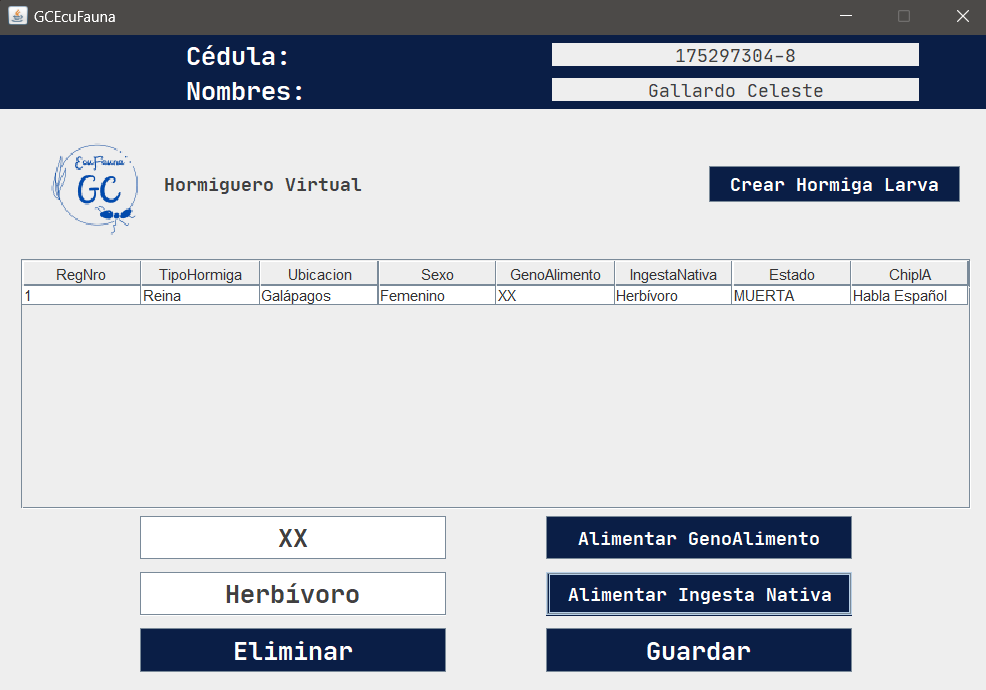 GCEcuFauna
Cédula: 175297304-8
Nombres: Gallardo Celeste
EcuFauna
GC
Hormiguero Virtual
Crear Hormiga Larva
RegNro TipoHormiga Ubicacion Sexo GenoAlimento IngestaNativa Estado ChipIA
1 Reina Galápagos Femenino XX Herbívoro MUERTA Habla Español
XX Alimentar GenoAlimento
Herbívoro Alimentar Ingesta Nativa
Eliminar Guardar